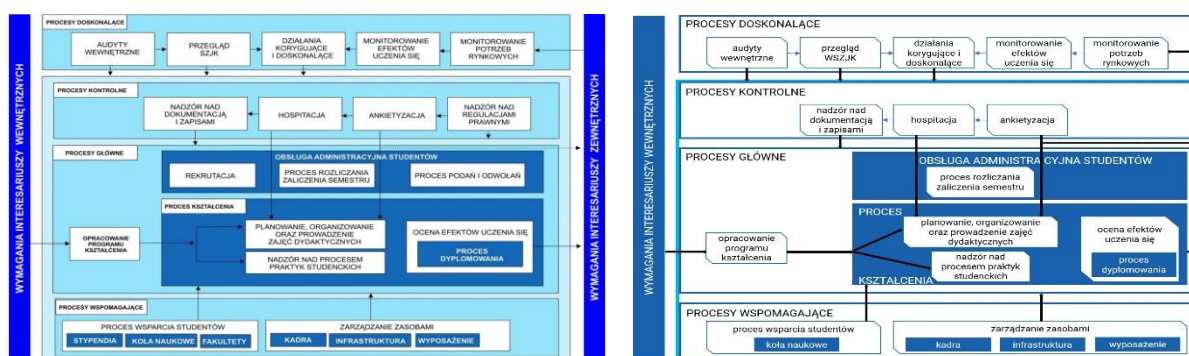 WYMAGANIA INTERESARIUSZY WEWNĘTRZNYCH
PROCESY DOSKONALĄCE
AUDYTY
WEWNĘTRZNE
PRZEGLĄD
SZJK
DZIAŁANIA
KORYGUJĄCE
I DOSKONALĄCE
MONITOROWANIE
EFEKTÓW
UCZENIA SIĘ
MONITOROWANIE
POTRZEB
RYNKOWYCH
PROCESY KONTROLNE
NADZÓR NAD
DOKUMENTACJĄ
I ZAPISAMI
HOSPITACJA
ANKIETYZACJA
NADZÓR NAD
REGULACJAMI
PRAWNYMI
PROCESY GŁÓWNE
OBSŁUGA ADMINISTRACYJNA STUDENTÓW
REKRUTACJA
PROCES ROZLICZANIA
ZALICZENIE SEMESTRU
PROCES PODAŃ I ODWOŁAŃ
PROCES KSZTAŁCENIA
OPRACOWANIE
PROGRAMU
KSZTAŁCENIA
PLANOWANIE, ORGANIZOWANIE
ORAZ PROWADZENIE
ZAJĘĆ DYDAKTYCZNYCH
NADZÓR NAD PROCESEM
PRAKTYK STUDENCKICH
OCENA EFEKTÓW UCZENIA SIĘ
PROCES
DYPLOMOWANIA
PROCESY WSPOMAGAJĄCE
PROCES WSPARCIA STUDENTÓW
STYPENDIA
KOŁA NAUKOWE
FAKULTETY
ZARZĄDZANIE ZASOBAMI
KADRA
INFRASTRUKTURA
WYPOSAŻENIE
WYMAGANIA INTERESARIUSZY ZEWNĘTRZNYCH
WYMAGANIA INTERESARIUSZY WEWNĘTRZNYCH
PROCESY DOSKONALĄCE
audyty
wewnętrzne
przegląd
WSZJK
działania
korygujące i
doskonalące
monitorowanie
efektów
uczenia się
monitorowanie
potrzeb
rynkowych
PROCESY KONTROLNE
nadzór nad
dokumentacją
i zapisami
hospitacja
ankietyzacja
PROCESY GŁÓWNE
OBSŁUGA ADMINISTRACYJNA STUDENTÓW
proces rozliczania
zaliczenie semestru
PROCES
planowanie, organizowanie
oraz prowadzenie zajęć
dydaktycznych
opracowanie
programu
kształcenia
nadzór nad
procesem praktyk
studenckich
KSZTAŁCENIA
ocena efektów
uczenia się
proces
dyplomowania
PROCESY WSPOMAGAJĄCE
proces wsparcia studentów
koła naukowe
zarządzanie zasobami
kadra
infrastruktura
wyposażenie